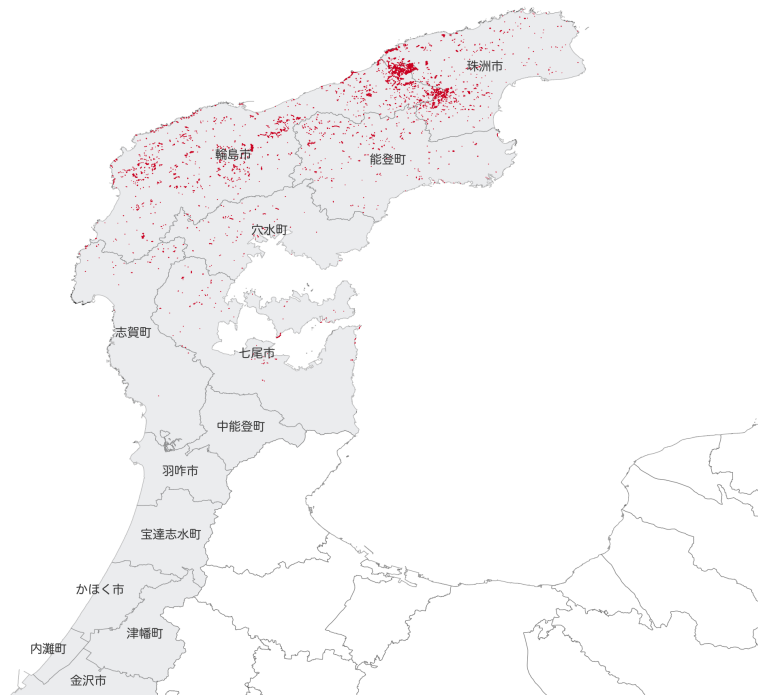 珠洲市
輪島市
能登町
穴水町
志賀町
七尾市
中能登町
羽咋市
宝達志水町
かほく市
津幡町
内灘町
金沢市